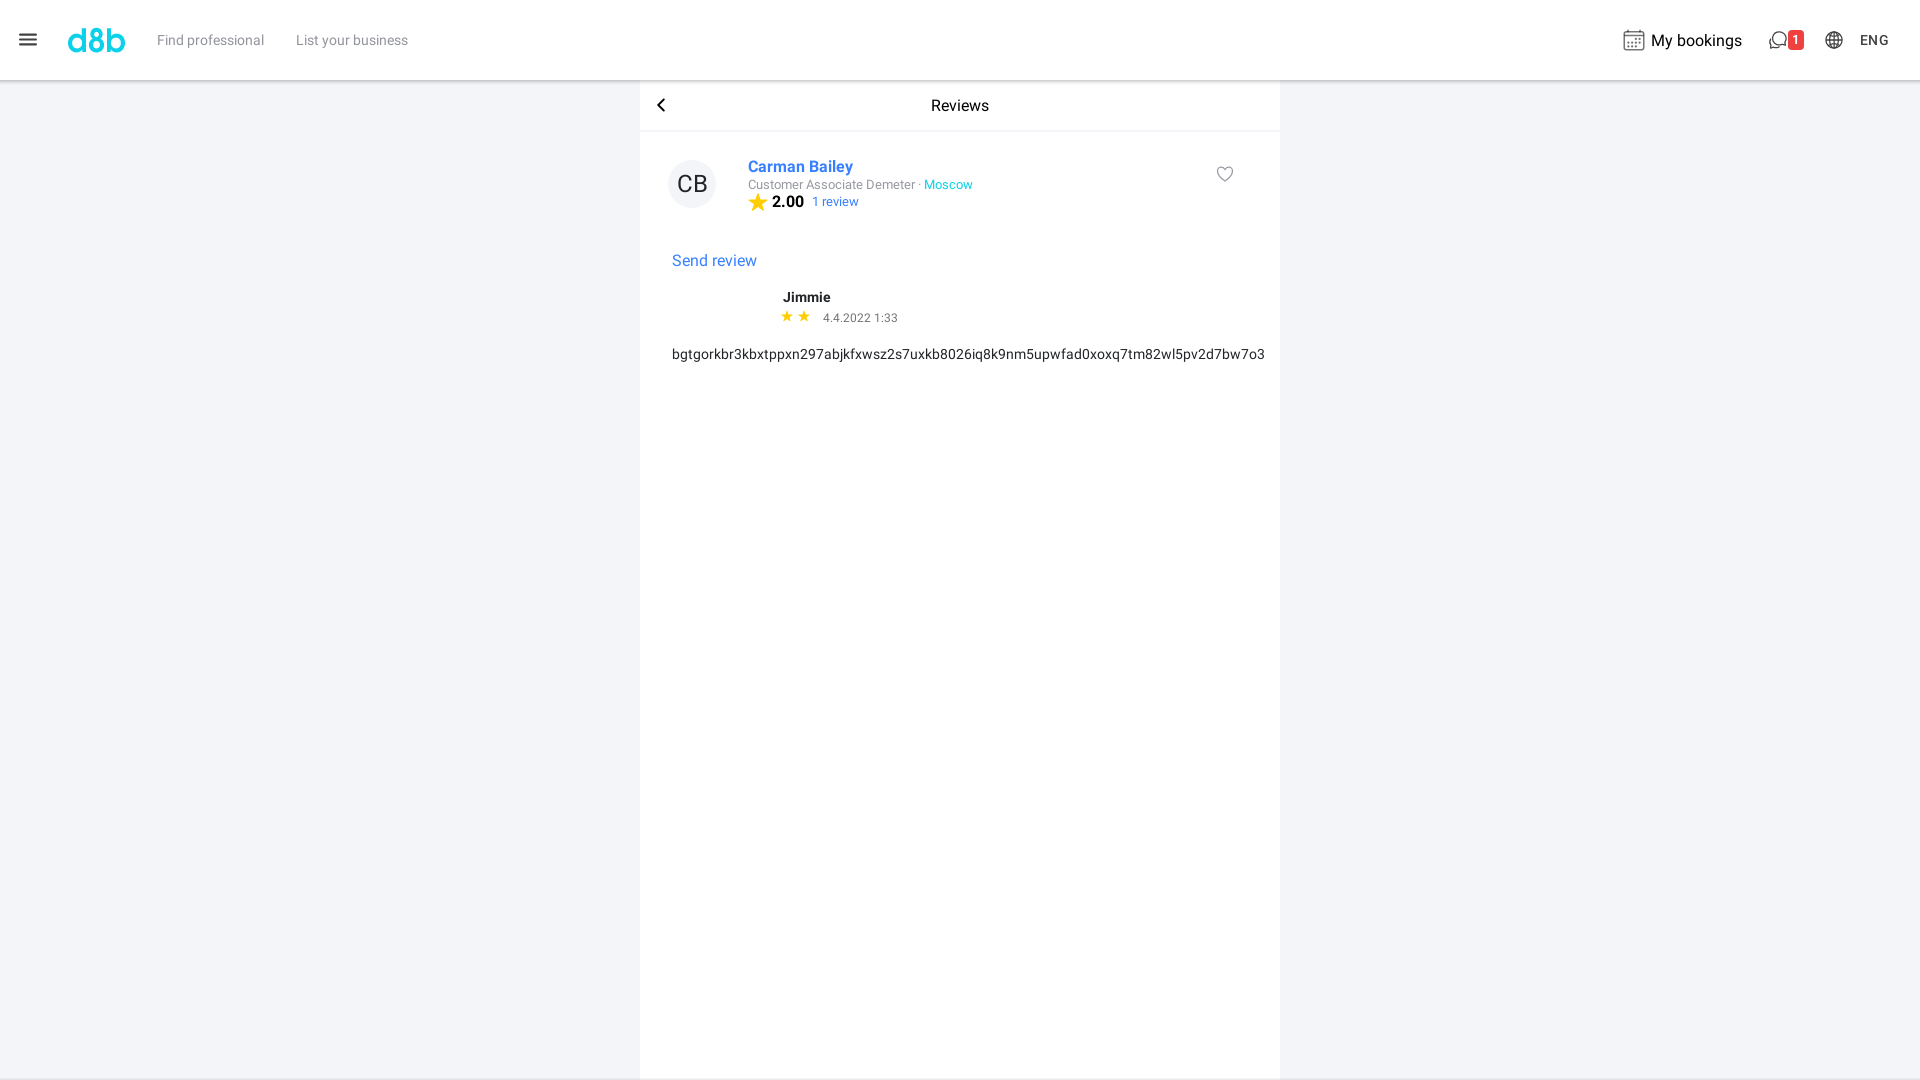 d8b
Find professional
List your business
My bookings
1
ENG
Reviews
CB
Carman Bailey
Customer Associate Demeter · Moscow
2.00 1 review
Send review
Jimmie
4.4.2022 1:33
bgtgorkbr3kbxtppxn297abjkfxwsz2s7uxkb8026iq8k9nm5upwfad0xoxq7tm82wl5pv2d7bw7o3